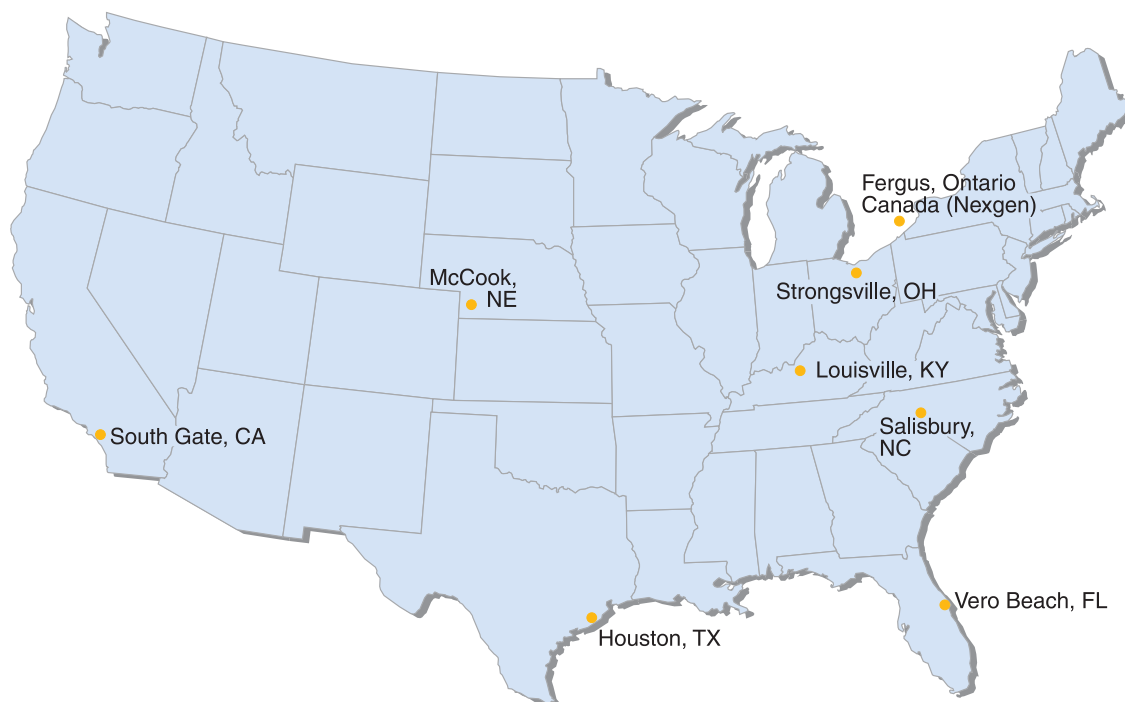 Fergus, Ontario
Canada (Nexgen)
McCook,
NE
Strongsville, OH
Louisville, KY
South Gate, CA
Salisbury,
NC
Vero Beach, FL
Houston, TX